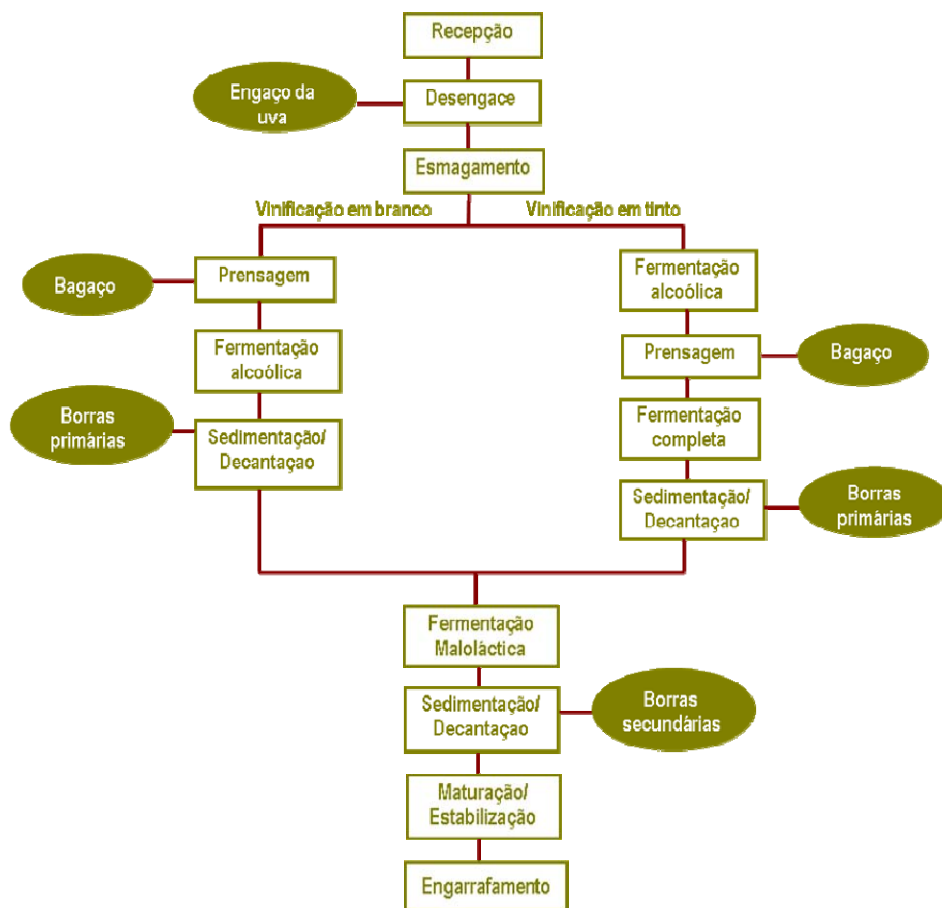 Recepção
Engaço da
uva
Desengace
Esmagamento
Vinificação em branco
Vinificação em tinto
Bagaço
Prensagem
Fermentação
alcoólica
Borras
primárias
Sedimentação/
Decantaçao
Fermentação
alcoólica
Prensagem
Bagaço
Fermentação
completa
Sedimentação/
Decantaçao
Borras
primárias
Fermentação
Maloláctica
Sedimentação/
Decantaçao
Borras
secundárias
Maturação/
Estabilização
Engarrafamento